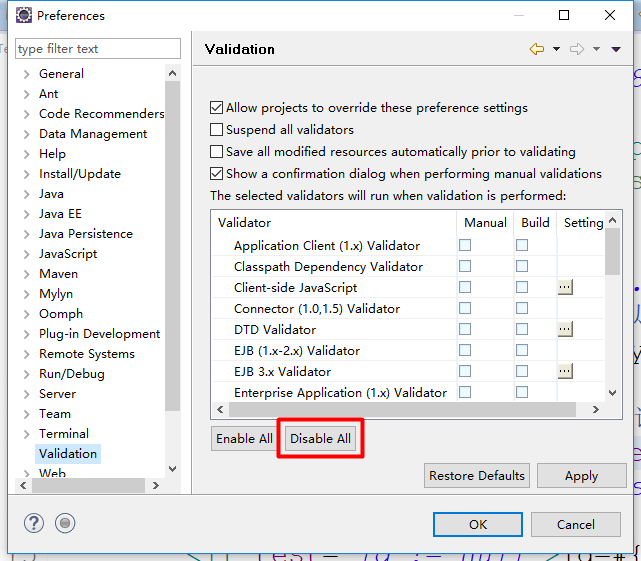 Preferences
type filter text
General
Ant
Code Recommenders
Data Management
Help
Install/Update
Java
Java EE
Java Persistence
JavaScript
Maven
Mylyn
Oomph
Plug-in Development
Remote Systems
Run/Debug
Server
Team
Terminal
Validation
Web
Validation
Allow projects to override these preference settings
Suspend all validators
Save all modified resources automatically prior to validating
Show a confirmation dialog when performing manual validations
The selected validators will run when validation is performed:
Validator Manual Build Setting
Application Client (1.x) Validator
Classpath Dependency Validator
Client-side JavaScript ...
Connector (1.0,1.5) Validator
DTD Validator ...
EJB (1.x-2.x) Validator
EJB 3.x Validator ...
Enterprise Application (1.x) Validator
Enable All Disable All
Restore Defaults Apply
? OK Cancel